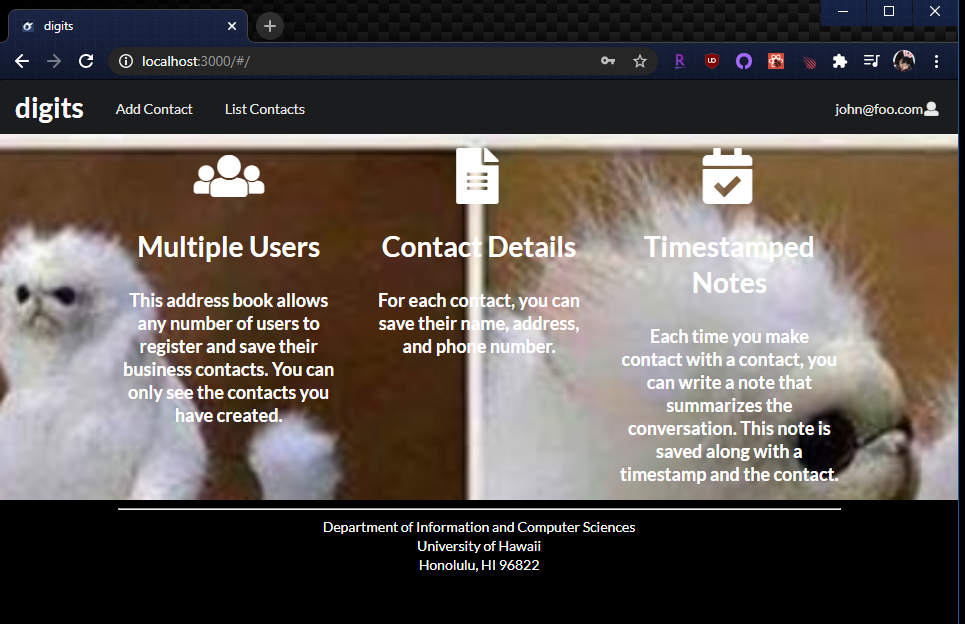 digits
localhost:3000/#/
digits
Add Contact
List Contacts
john@foo.com
Multiple Users
This address book allows
any number of users to
register and save their
business contacts. You can
only see the contacts you
have created.
Contact Details
For each contact, you can
save their name, address,
and phone number.
Timestamped
Notes
Each time you make
contact with a contact, you
can write a note that
summarizes the
conversation. This note is
saved along with a
timestamp and the contact.
Department of Information and Computer Sciences
University of Hawaii
Honolulu, HI 96822